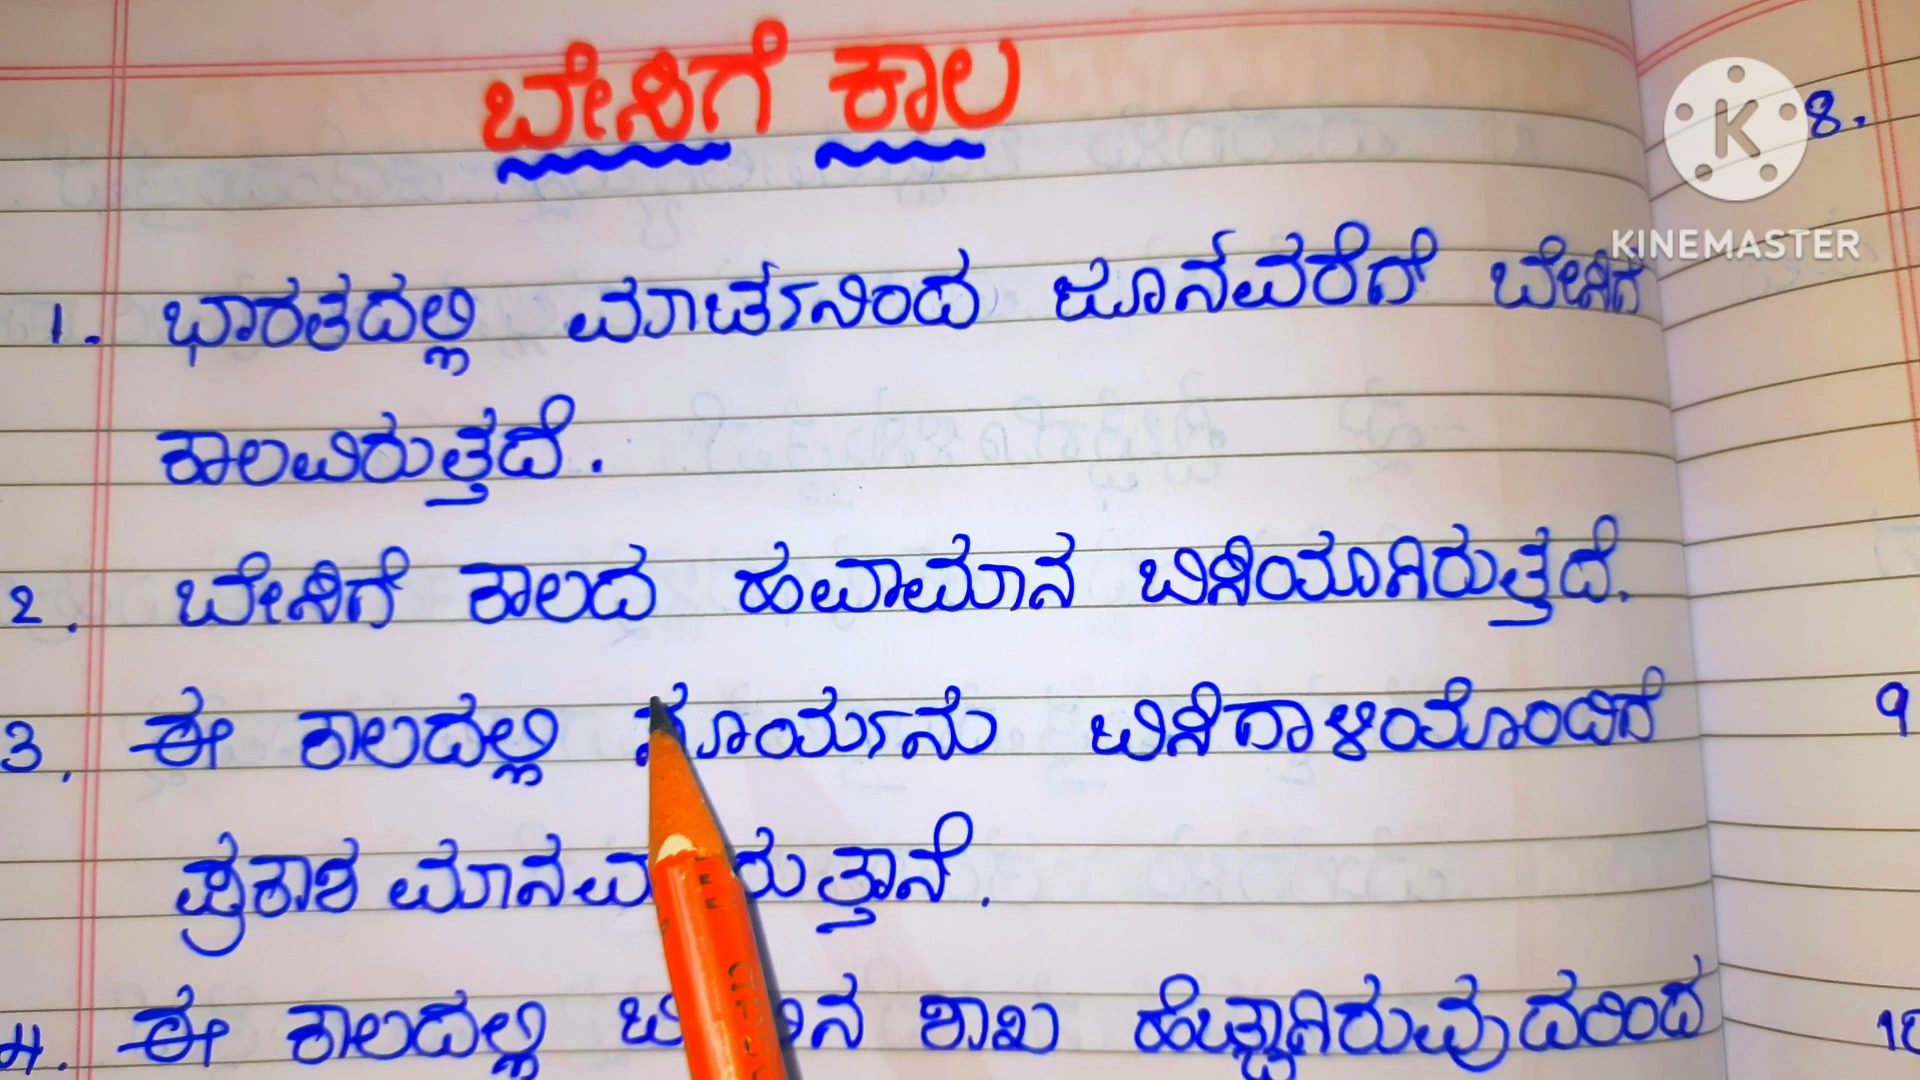 ಬೇಸಿಗೆ ಕಾಲ
8.
KINEMASTER
1. ಭಾರತದಲ್ಲಿ ಮಾರ್ಚ್‌ನಿಂದ ಜೂನ್‌ವರೆಗೆ ಬೇಸಿಗೆ
ಕಾಲವಿರುತ್ತದೆ.
2. ಬೇಸಿಗೆ ಕಾಲದ ಹವಾಮಾನ ಬಿಸಿಯಾಗಿರುತ್ತದೆ.
3. ಈ ಕಾಲದಲ್ಲಿ ಸೂರ್ಯನು ಬಿಸಿಗಾಳಿಯೊಂದಿಗೆ
9
ಪ್ರಕಾಶ ಮಾನವಾಗಿರುತ್ತಾನೆ.
4. ಈ ಕಾಲದಲ್ಲಿ ಶಾಖ ಹೆಚ್ಚಾಗಿರುವುದರಿಂದ
10